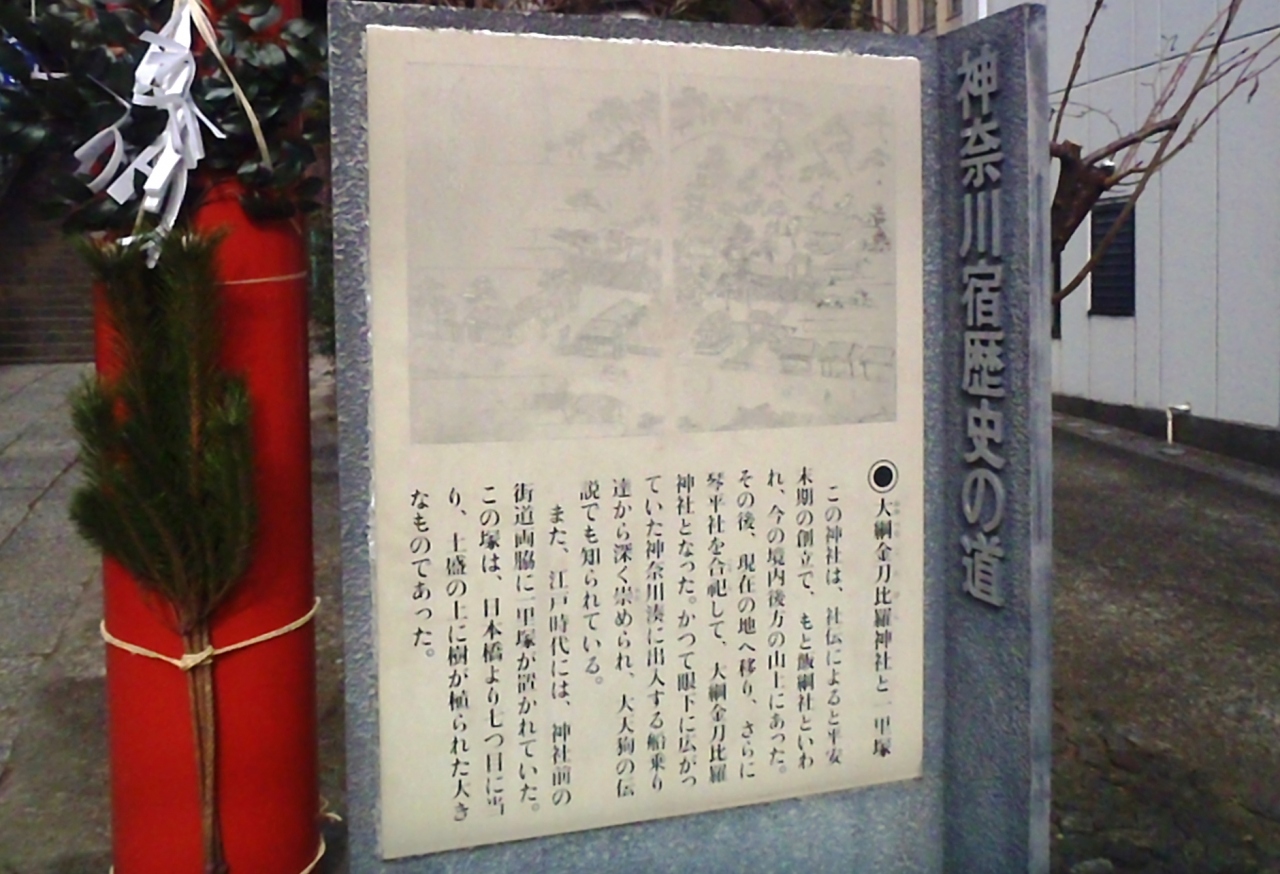 神奈川宿歴史の道
大綱金刀比羅神社と一里塚
この神社は、社伝によると平安
末期の創立で、もと飯綱社といわ
れ、今の境内後方の山上にあった。
その後、現在の地へ移り、さらに
琴平社を合祀して、大綱金刀比羅
神社となった。かつて眼下に広がっ
ていた神奈川湊に出入する船乗り
達から深く崇められ、大天狗の伝
説でも知られている。
また、江戸時代には、神社前の
街道両脇に一里塚が置かれていた。
この塚は、日本橋より七つ目に当
り、土盛の上に樹が植られた大き
なものであった。